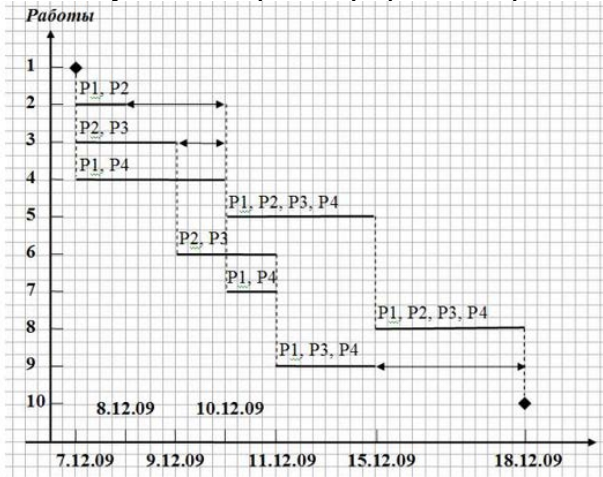 Работы
1
P1, P2
2
P2, P3
3
P1, P4
4
P1, P2, P3, P4
5
P2, P3
6
P1, P4
7
P1, P2, P3, P4
8
P1, P3, P4
9
10
8.12.09 10.12.09
7.12.09 9.12.09 11.12.09 15.12.09 18.12.09